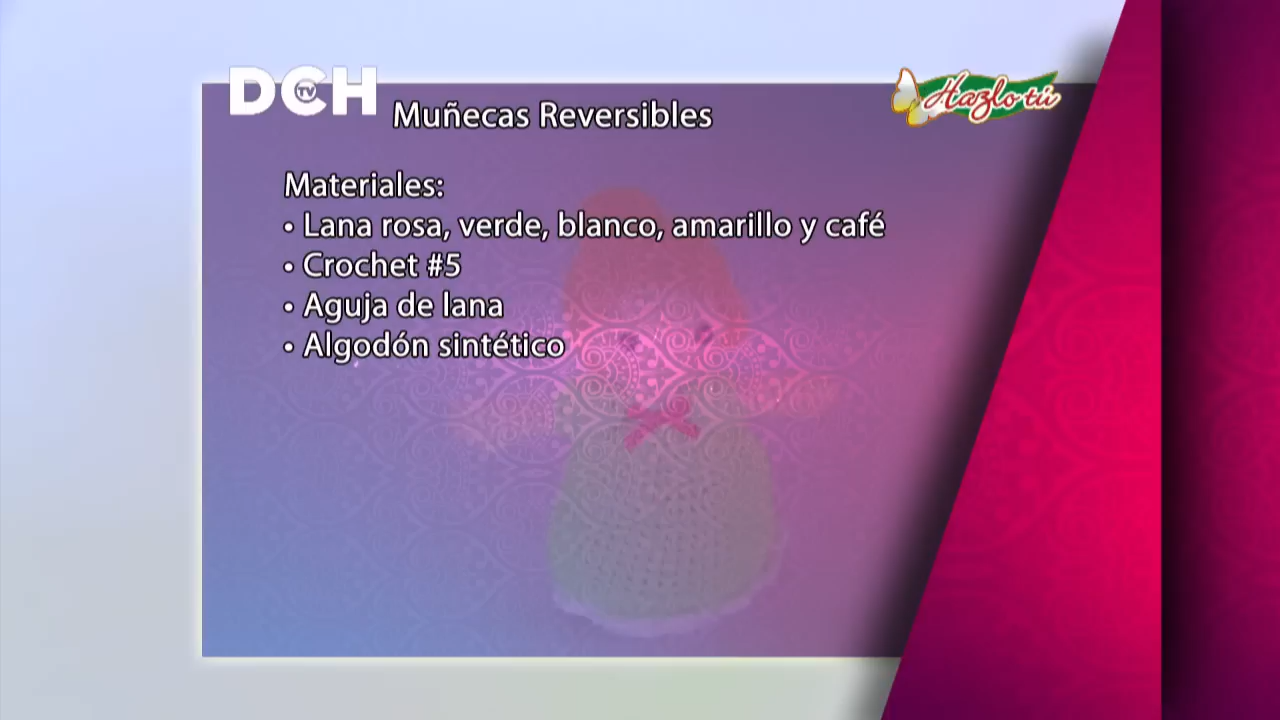 DCH
TV
Hazlo tú
Muñecas Reversibles
Materiales:
• Lana rosa, verde, blanco, amarillo y café
• Crochet #5
• Aguja de lana
• Algodón sintético